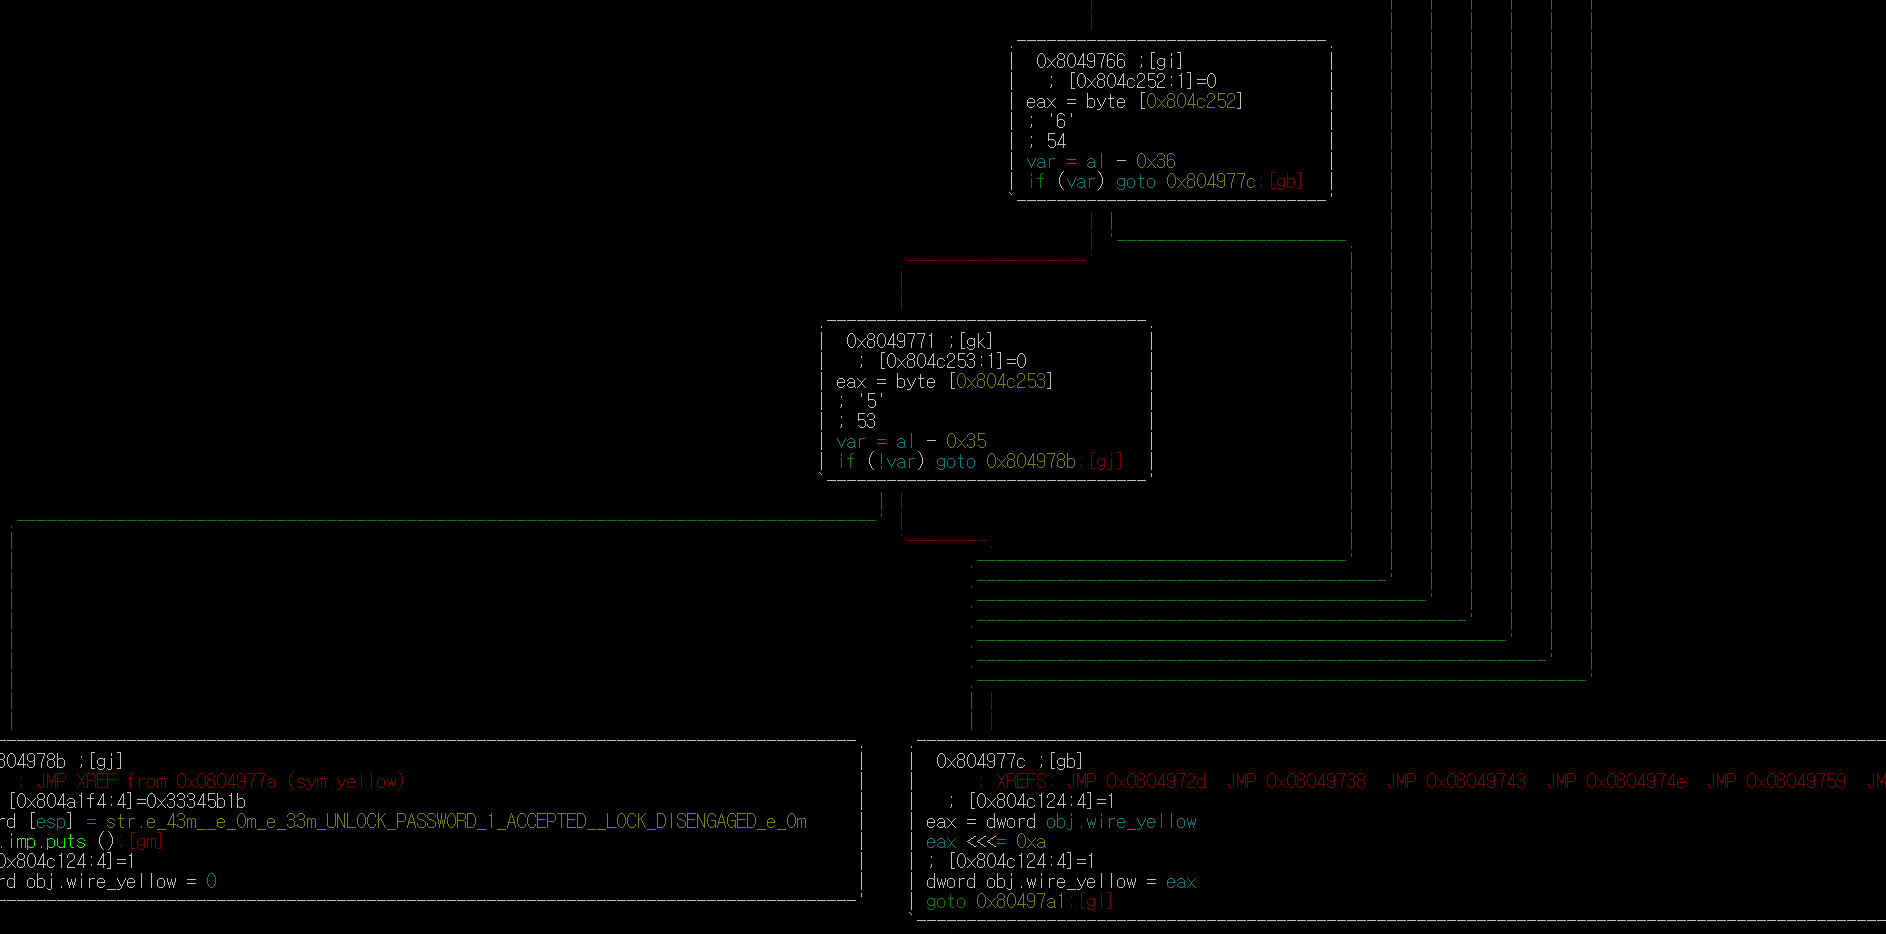 0x8049766 ;[gi]
; [0x804c252:1]=0
eax = byte [0x804c252]
; '6'
; 54
var = al - 0x36
if (var) goto 0x804977c;[gb]
0x8049771 ;[gk]
; [0x804c253:1]=0
eax = byte [0x804c253]
; '5'
; 53
var = al - 0x35
if (!var) goto 0x804978b;[gj]
804978b ;[gj]
; JMP XREF from 0x0804977a (sym.yellow)
[0x804a1f4:4]=0x33345b1b
rd [esp] = str.e_43m__e_0m_e_33m_UNLOCK_PASSWORD_1_ACCEPTED__LOCK_DISENGAGED_e_0m
.imp.puts ();[gm]
0x804c124:4]=1
rd obj.wire_yellow = 0
0x804977c ;[gb]
; XREFS: JMP 0x0804972d  JMP 0x08049738  JMP 0x08049743  JMP 0x0804974e  JMP 0x08049759  JM
; [0x804c124:4]=1
eax = dword obj.wire_yellow
eax <<<= 0xa
; [0x804c124:4]=1
dword obj.wire_yellow = eax
goto 0x80497a1;[gl]